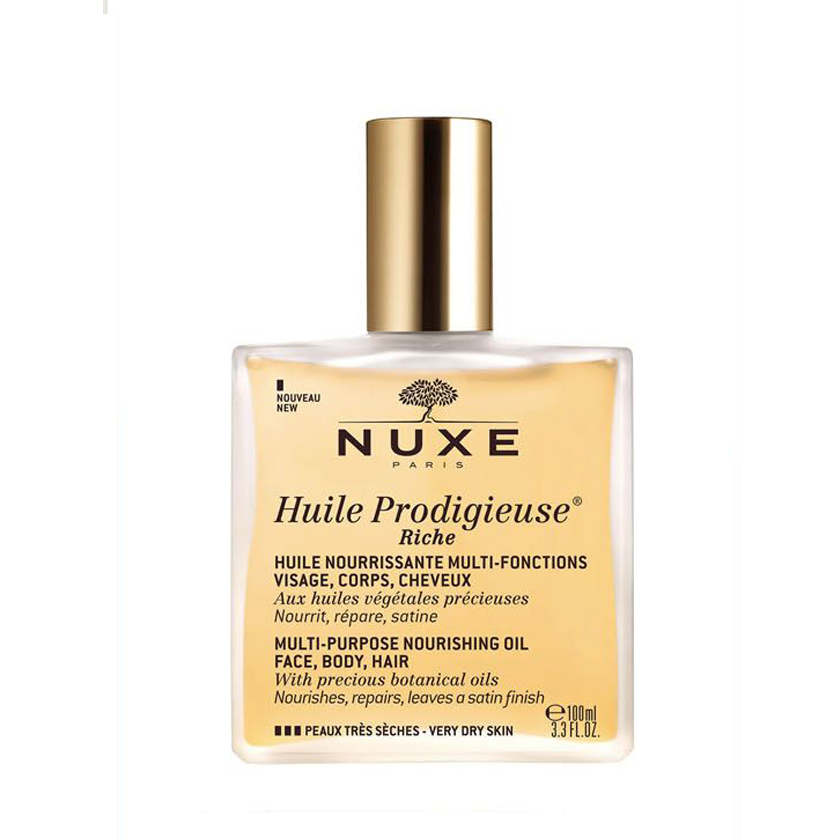 NOUVEAU
NEW
NUXE
PARIS
Huile Prodigieuse®
Riche
HUILE NOURRISSANTE MULTI-FONCTIONS
VISAGE, CORPS, CHEVEUX
Aux huiles végétales précieuses
Nourrit, répare, satine
MULTI-PURPOSE NOURISHING OIL
FACE, BODY, HAIR
With precious botanical oils
Nourishes, repairs, leaves a satin finish
PEAUX TRÈS SÈCHES - VERY DRY SKIN
℮100ml
3.3 FL.OZ.